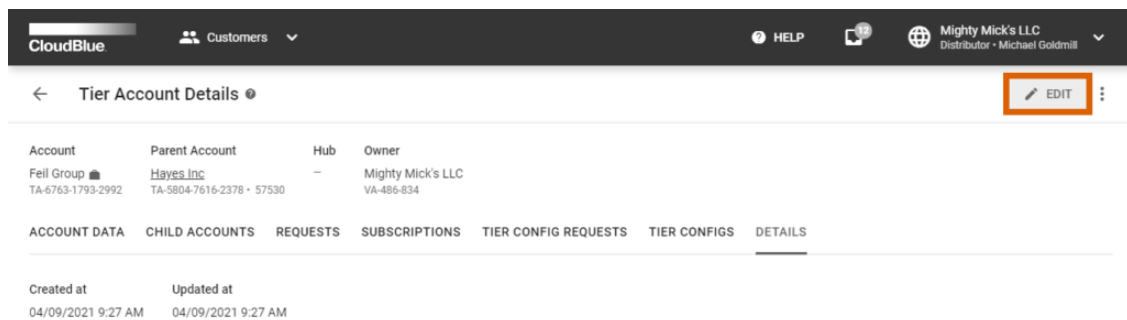 CloudBlue.
Customers
HELP
12
Mighty Mick's LLC
Distributor • Michael Goldmill
Tier Account Details
EDIT
Account Parent Account Hub Owner
Feil Group Hayes Inc – Mighty Mick's LLC
TA-6763-1793-2992 TA-5804-7616-2378 • 57530 VA-486-834
ACCOUNT DATA CHILD ACCOUNTS REQUESTS SUBSCRIPTIONS TIER CONFIG REQUESTS TIER CONFIGS DETAILS
Created at Updated at
04/09/2021 9:27 AM 04/09/2021 9:27 AM